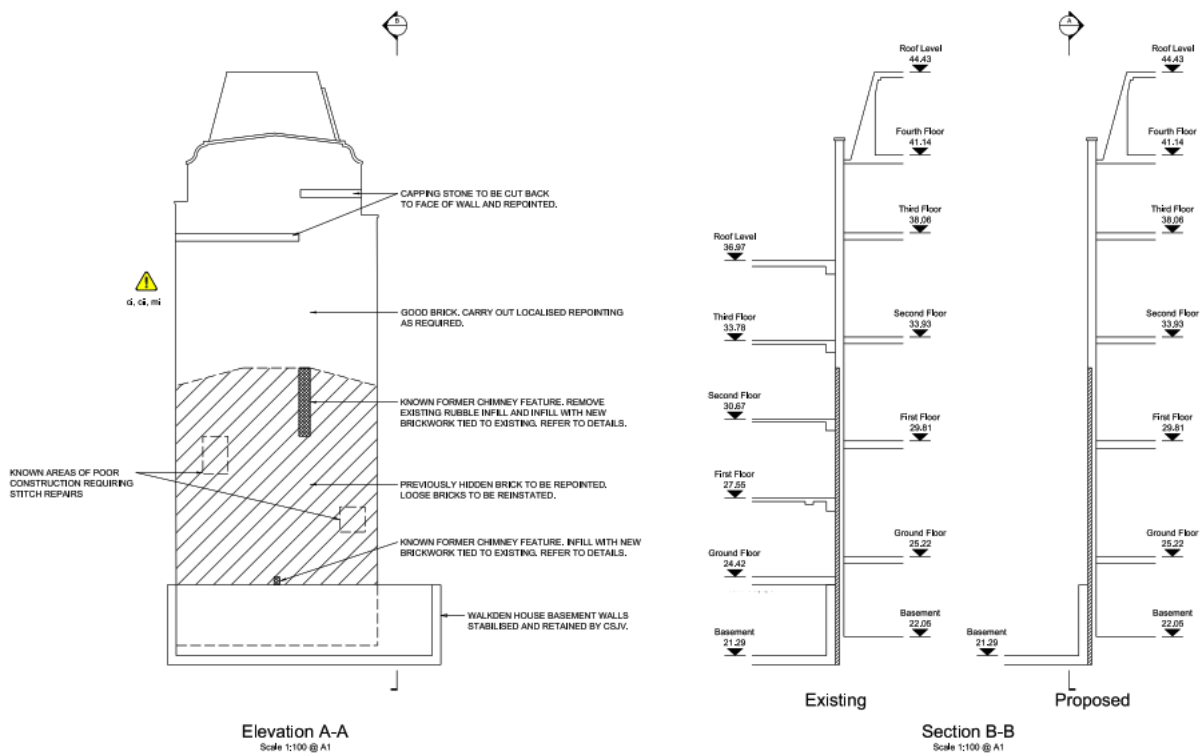 B
A
CAPPING STONE TO BE CUT BACK
TO FACE OF WALL AND REPOINTED.
GOOD BRICK. CARRY OUT LOCALISED REPOINTING
AS REQUIRED.
KNOWN FORMER CHIMNEY FEATURE. REMOVE
EXISTING RUBBLE INFILL AND INFILL WITH NEW
BRICKWORK TIED TO EXISTING. REFER TO DETAILS.
KNOWN AREAS OF POOR
CONSTRUCTION REQUIRING
STITCH REPAIRS
PREVIOUSLY HIDDEN BRICK TO BE REPOINTED.
LOOSE BRICKS TO BE REINSTATED.
KNOWN FORMER CHIMNEY FEATURE. INFILL WITH NEW
BRICKWORK TIED TO EXISTING. REFER TO DETAILS.
WALKDEN HOUSE BASEMENT WALLS
STABILISED AND RETAINED BY CSJV.
Elevation A-A
Scale 1:100 @ A1
Roof Level
36.97
Third Floor
33.78
Second Floor
30.67
First Floor
27.55
Ground Floor
24.42
Basement
21.29
Roof Level
44.43
Fourth Floor
41.14
Third Floor
38.06
Second Floor
33.93
First Floor
29.81
Ground Floor
25.22
Basement
22.05
Existing
Basement
21.29
Roof Level
44.43
Fourth Floor
41.14
Third Floor
38.06
Second Floor
33.93
First Floor
29.81
Ground Floor
25.22
Basement
22.05
Proposed
Section B-B
Scale 1:100 @ A1